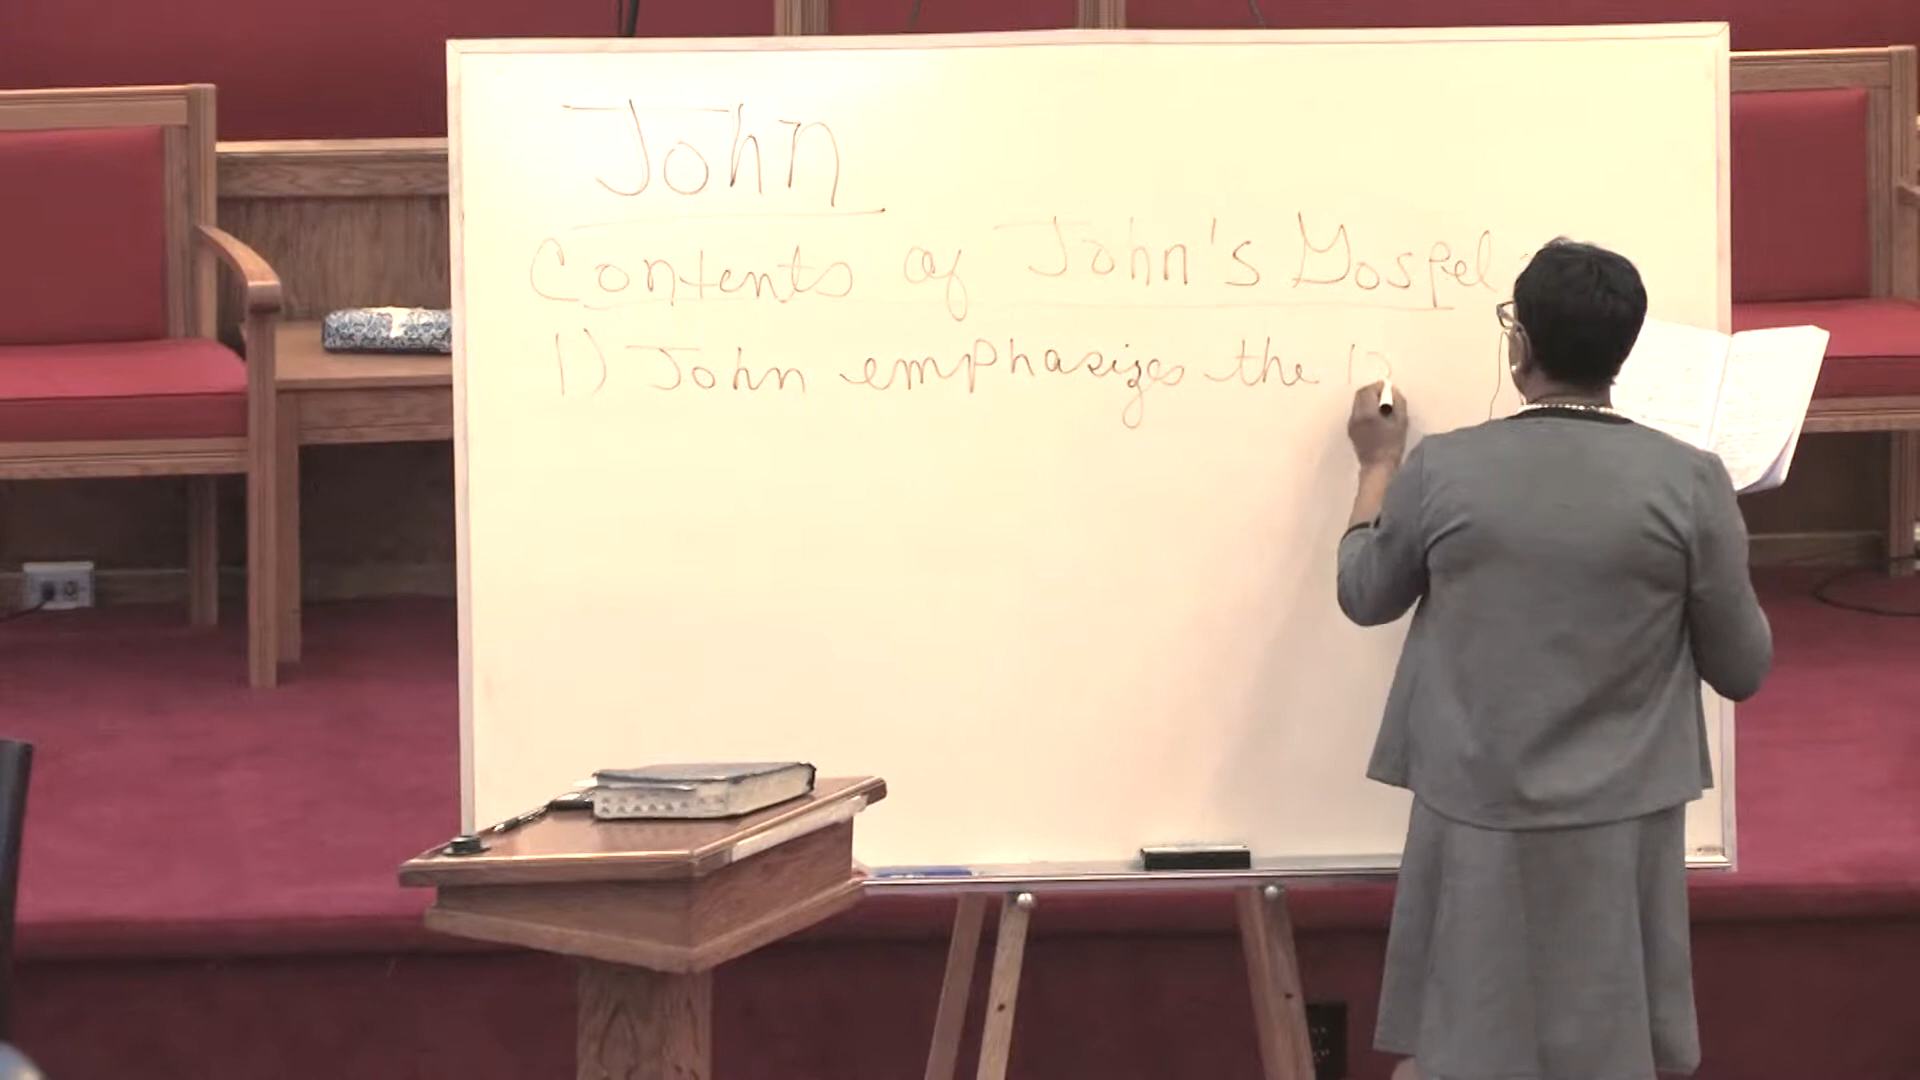 John
Contents of John's Gospel
1) John emphasizes the